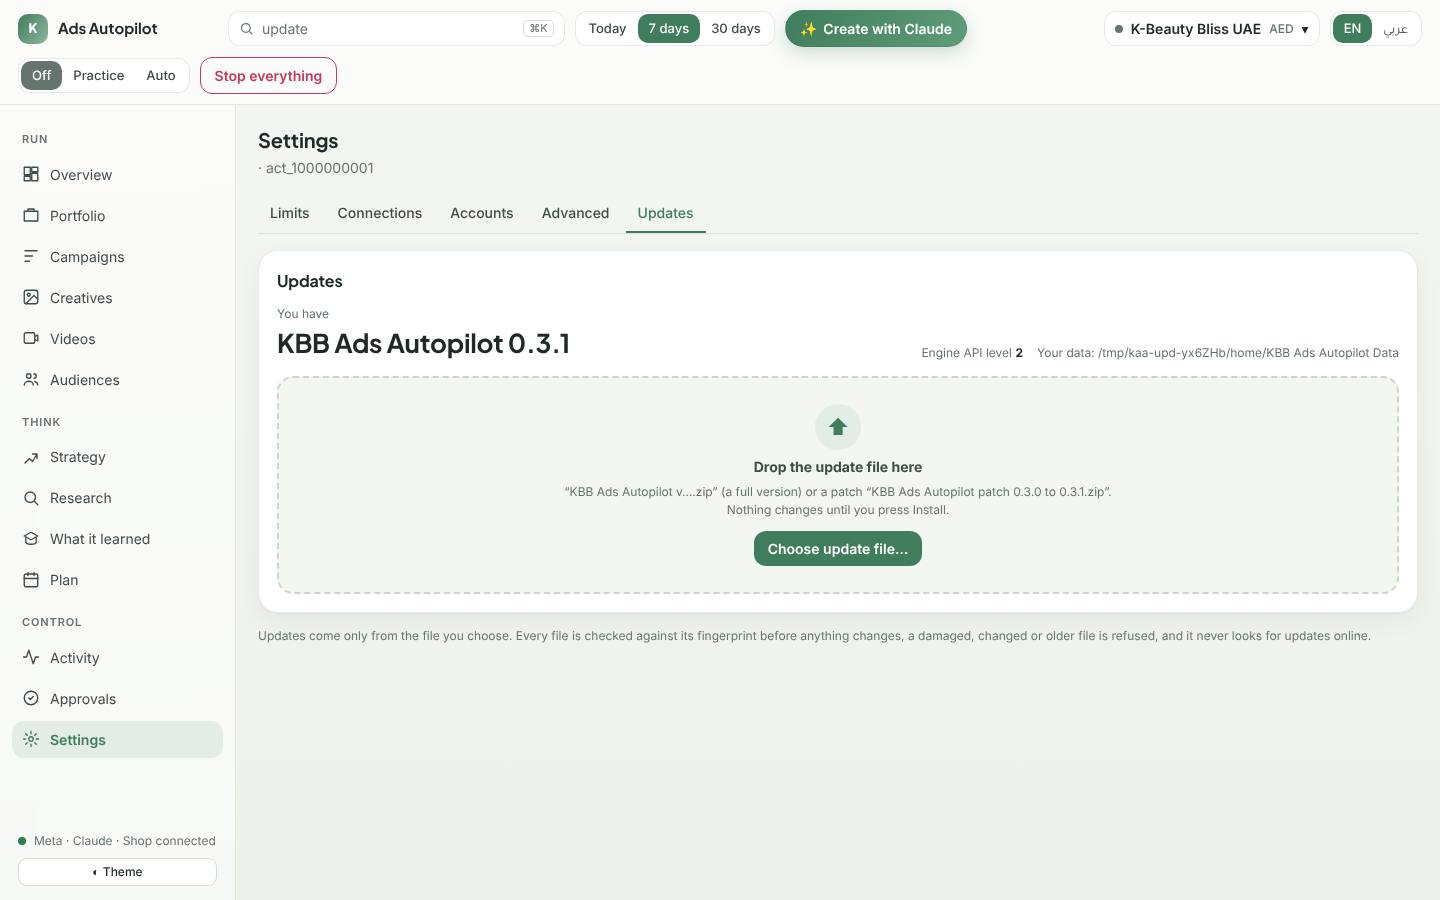 K Ads Autopilot
update ⌘K
Today 7 days 30 days
✨ Create with Claude
K-Beauty Bliss UAE AED ▾
EN عربي
Off Practice Auto
Stop everything
RUN
Overview
Portfolio
Campaigns
Creatives
Videos
Audiences
THINK
Strategy
Research
What it learned
Plan
CONTROL
Activity
Approvals
Settings
Meta · Claude · Shop connected
Theme
Settings
· act_1000000001
Limits Connections Accounts Advanced Updates
Updates
You have
KBB Ads Autopilot 0.3.1
Engine API level 2 Your data: /tmp/kaa-upd-yx6ZHb/home/KBB Ads Autopilot Data
Drop the update file here
“KBB Ads Autopilot v.…zip” (a full version) or a patch “KBB Ads Autopilot patch 0.3.0 to 0.3.1.zip”.
Nothing changes until you press Install.
Choose update file…
Updates come only from the file you choose. Every file is checked against its fingerprint before anything changes, a damaged, changed or older file is refused, and it never looks for updates online.